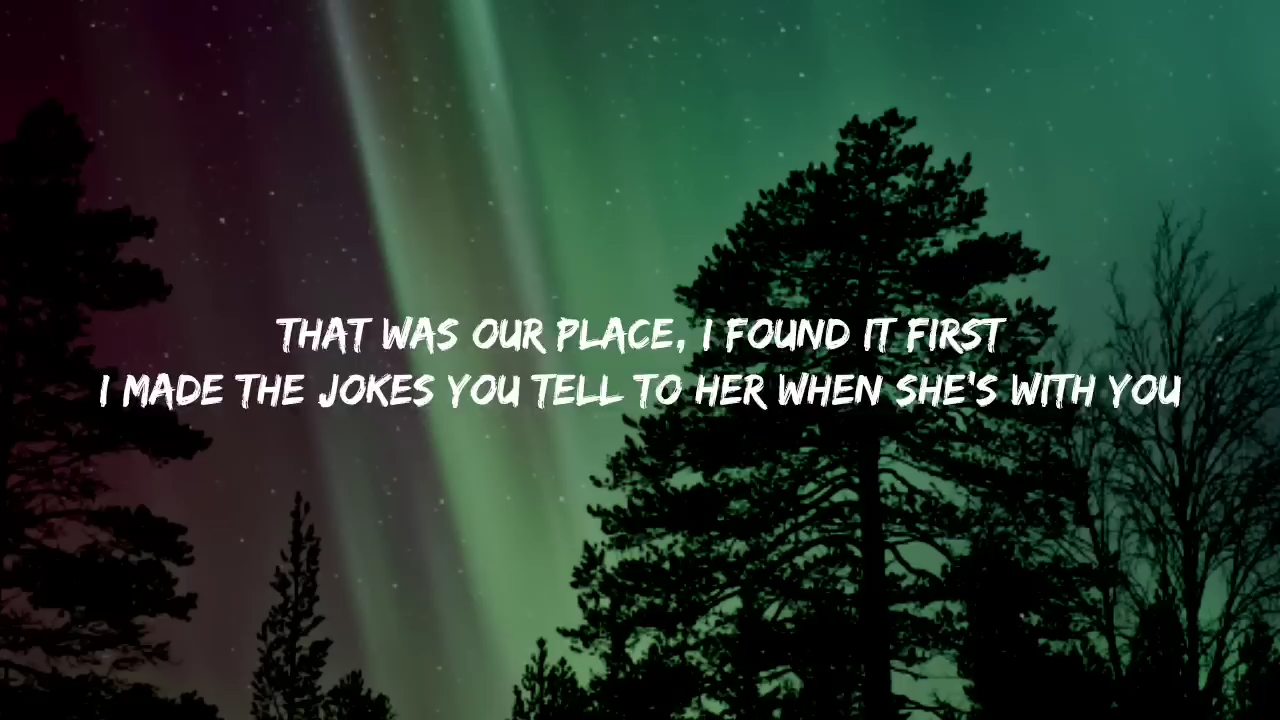 THAT WAS OUR PLACE, I FOUND IT FIRST
I MADE THE JOKES YOU TELL TO HER WHEN SHE'S WITH YOU